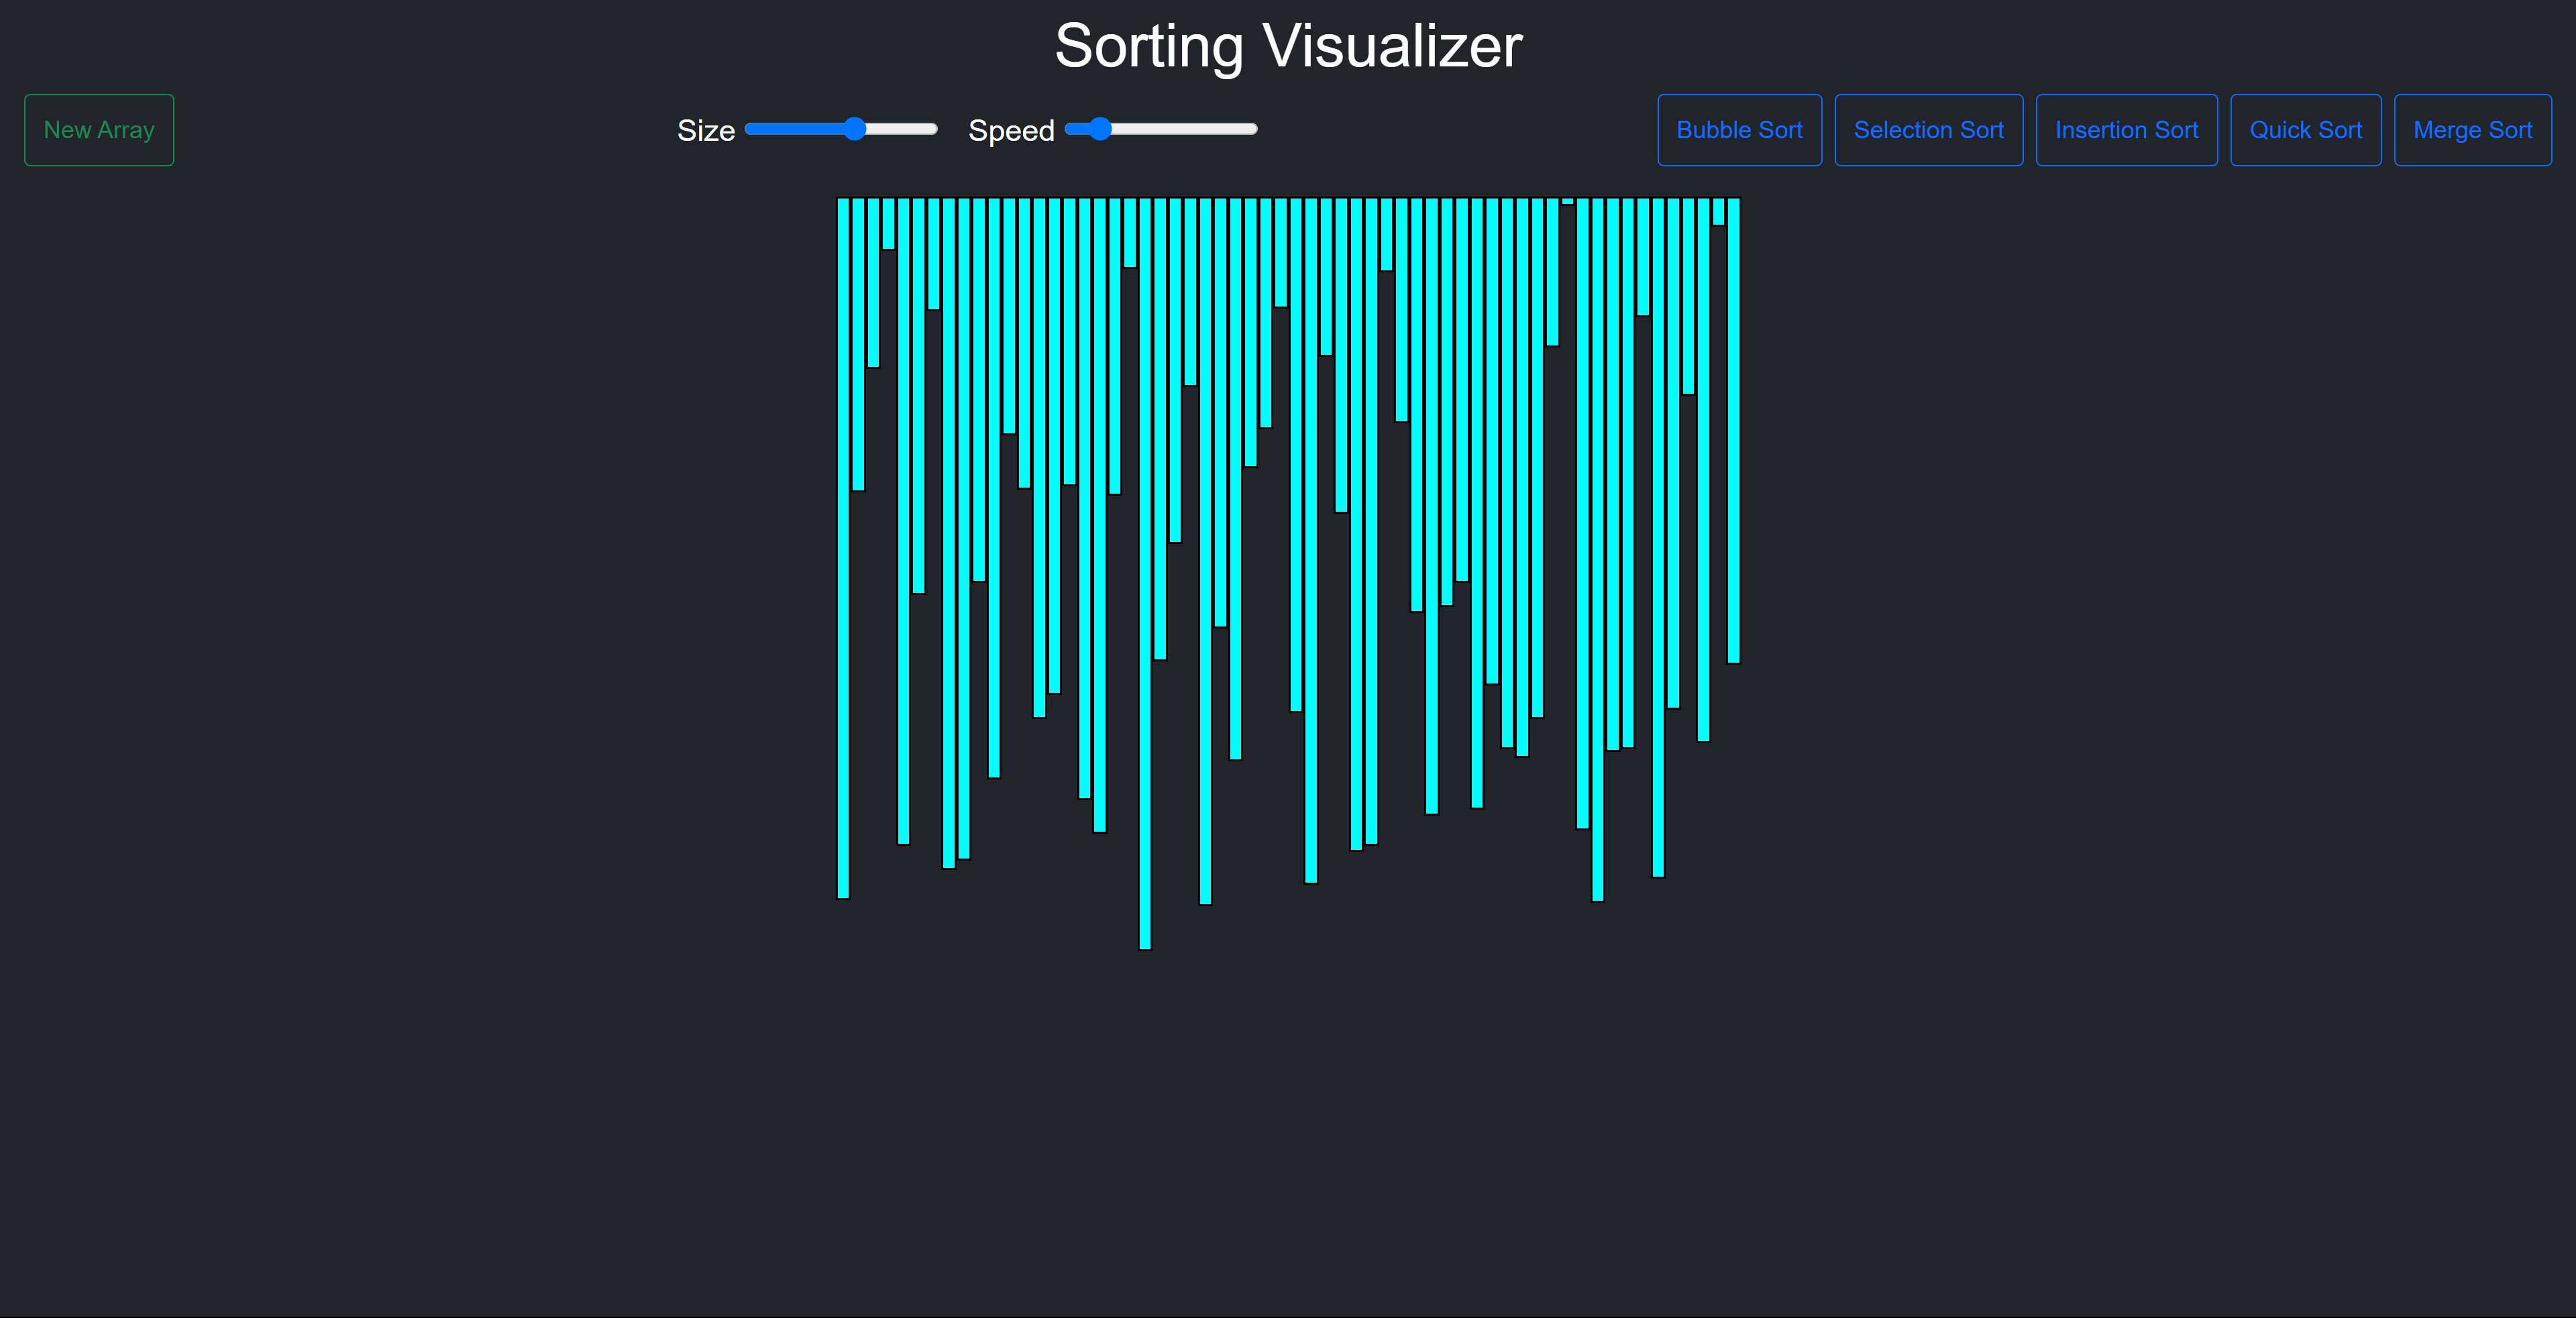 Sorting Visualizer
New Array
Size
Speed
Bubble Sort
Selection Sort
Insertion Sort
Quick Sort
Merge Sort